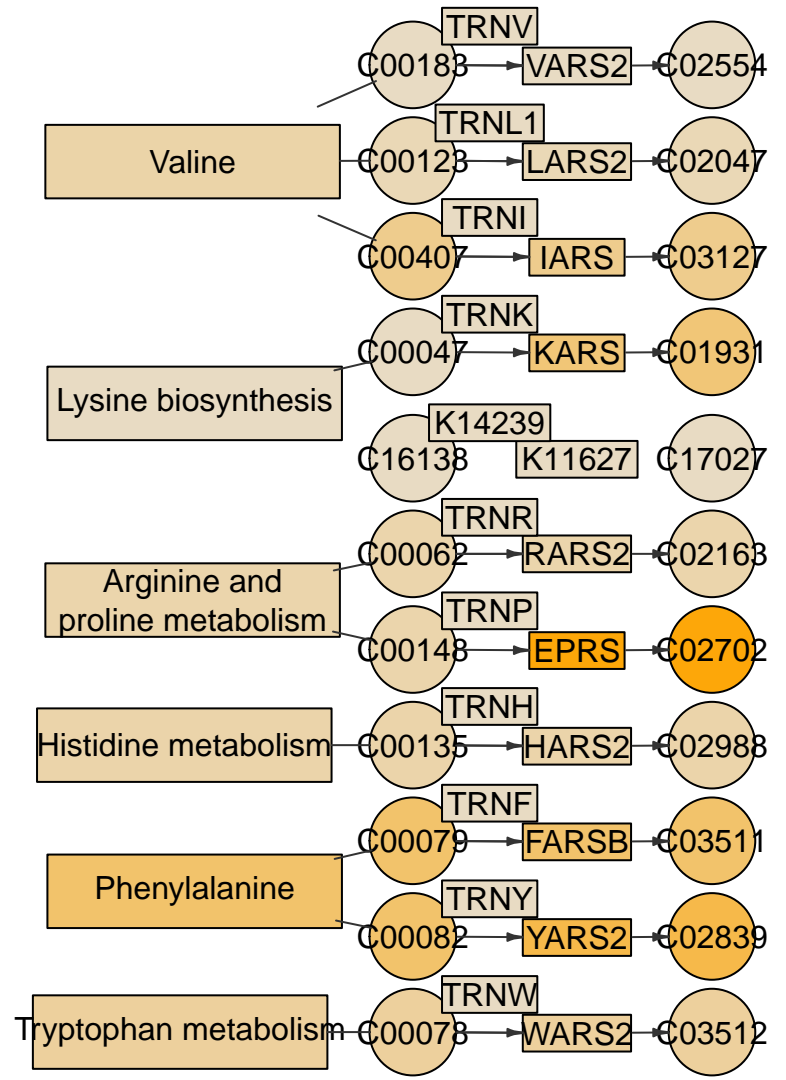 TRNV
C00183
VARS2
C02554
Valine
TRNL1
C00123
LARS2
C02047
TRNI
C00407
IARS
C03127
TRNK
C00047
KARS
C01931
Lysine biosynthesis
K14239
C16138
K11627
C17027
TRNR
C00062
RARS2
C02163
Arginine and
proline metabolism
TRNP
C00148
EPRS
C02702
TRNH
Histidine metabolism
C00135
HARS2
C02988
TRNF
C00079
FARSB
C03511
Phenylalanine
TRNY
C00082
YARS2
C02839
TRNW
Tryptophan metabolism
C00078
WARS2
C03512